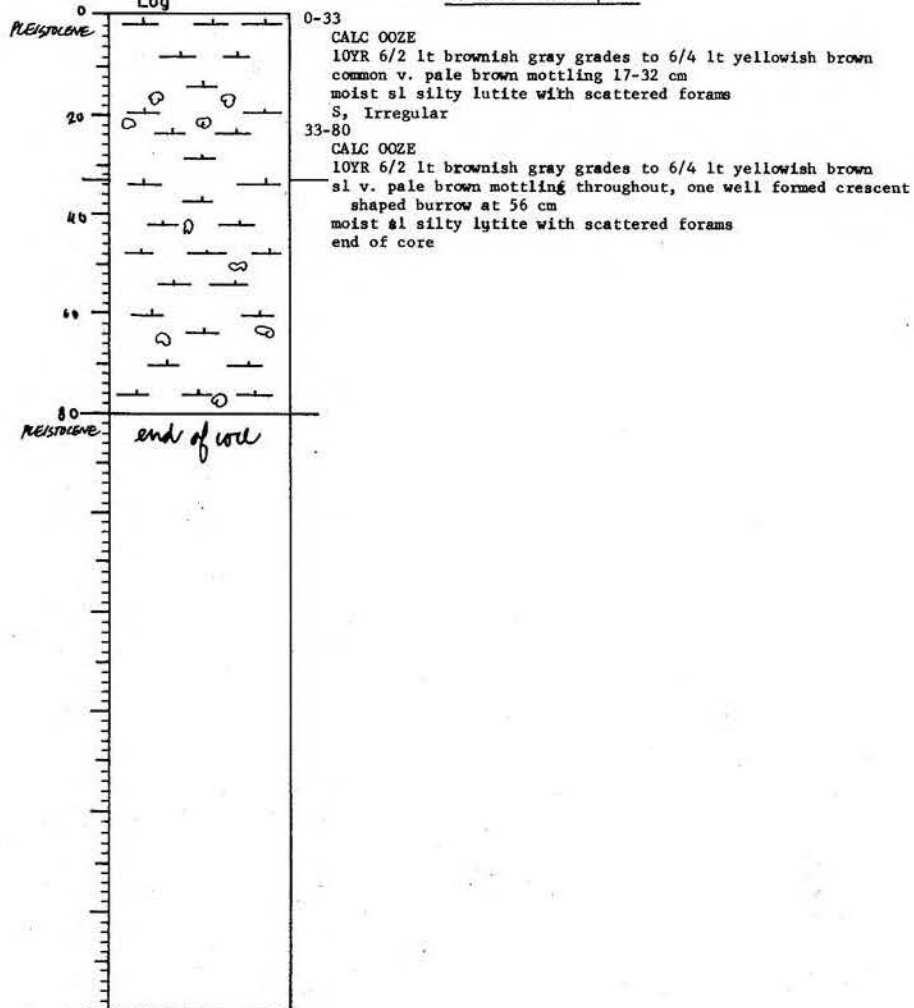 Log
0
PLEISTOCENE
20
40
60
80
PLEISTOCENE
end of core
0-33
CALC OOZE
10YR 6/2 lt brownish gray grades to 6/4 lt yellowish brown
common v. pale brown mottling 17-32 cm
moist sl silty lutite with scattered forams
S, Irregular
33-80
CALC OOZE
10YR 6/2 lt brownish gray grades to 6/4 lt yellowish brown
sl v. pale brown mottling throughout, one well formed crescent
shaped burrow at 56 cm
moist sl silty lytite with scattered forams
end of core